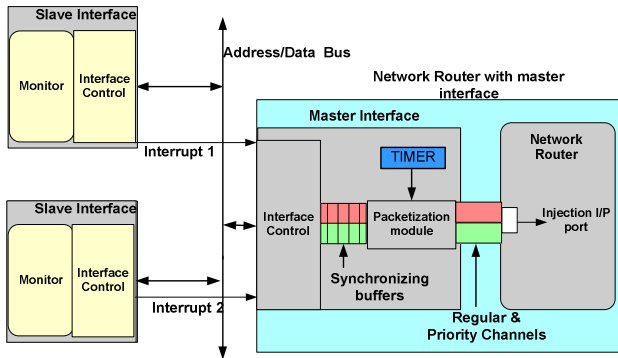 Slave Interface
Monitor
Interface
Control
Address/Data Bus
Interrupt 1
Slave Interface
Monitor
Interface
Control
Interrupt 2
Network Router with master
interface
Master Interface
TIMER
Interface
Control
Packetization
module
Synchronizing
buffers
Network
Router
Injection I/P
port
Regular &
Priority Channels